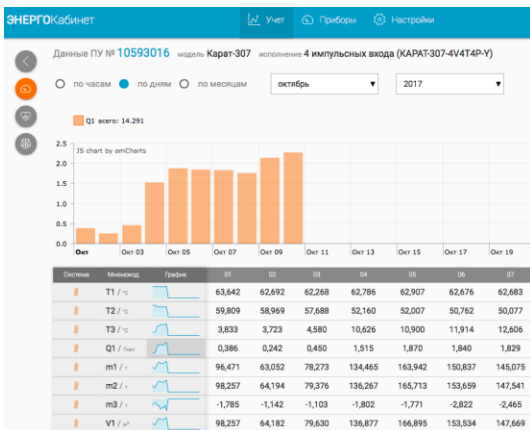 ЭНЕРГОКабинет Учет Приборы Настройки
Данные ПУ № 10593016 модель Карат-307 исполнение 4 импульсных входа (КАРАТ-307-4V4T4P-Y)
по часам по дням по месяцам октябрь 2017
Q1 всего: 14.291
JS chart by amCharts
2.5
2.0
1.5
1.0
0.5
0.0
Окт Окт 03 Окт 05 Окт 07 Окт 09 Окт 11 Окт 13 Окт 15 Окт 17 Окт 19
Система Мнемокод График 01 02 03 04 05 06 07
T1 / °C 63,642 62,692 62,268 62,786 62,907 62,676 62,683
T2 / °C 59,809 58,969 57,688 52,160 52,007 50,762 50,077
T3 / °C 3,833 3,723 4,580 10,626 10,900 11,914 12,606
Q1 / Гкал 0,386 0,242 0,450 1,515 1,870 1,840 1,829
m1 / т 96,471 63,052 78,273 134,465 163,942 150,837 145,075
m2 / т 98,257 64,194 79,376 136,267 165,713 153,659 147,541
m3 / т -1,785 -1,142 -1,103 -1,802 -1,771 -2,822 -2,465
V1 / м³ 98,257 64,182 79,630 136,877 166,895 153,534 147,669